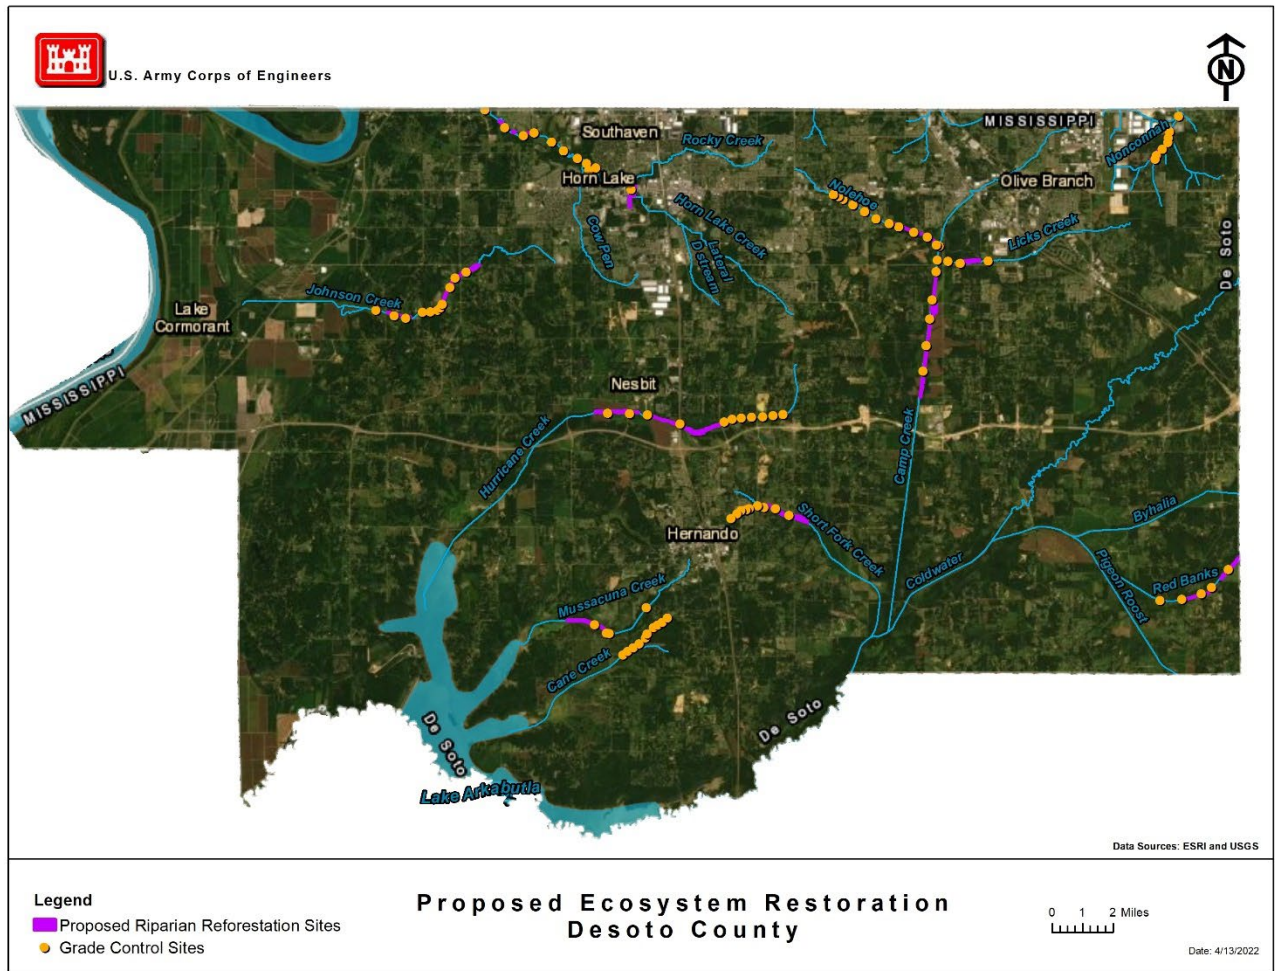 U.S. Army Corps of Engineers
N
MISSISSIPPI
Southaven
Rocky Creek
Nonconnah
Horn Lake
Olive Branch
Nolehoe
Horn Lake Creek
Cow Pen
Lateral
D stream
Licks Creek
De Soto
Johnson Creek
Lake
Cormorant
MISSISSIPPI
Nesbit
Hurricane Creek
Camp Creek
Hernando
Short Fork Creek
Byhalia
Coldwater
Pigeon Roost
Red Banks
Mussacuna Creek
Cane Creek
De Soto
De Soto
Lake Arkabutla
Data Sources: ESRI and USGS
Legend
Proposed Riparian Reforestation Sites
Grade Control Sites
Proposed Ecosystem Restoration
Desoto County
0 1 2 Miles
Date: 4/13/2022